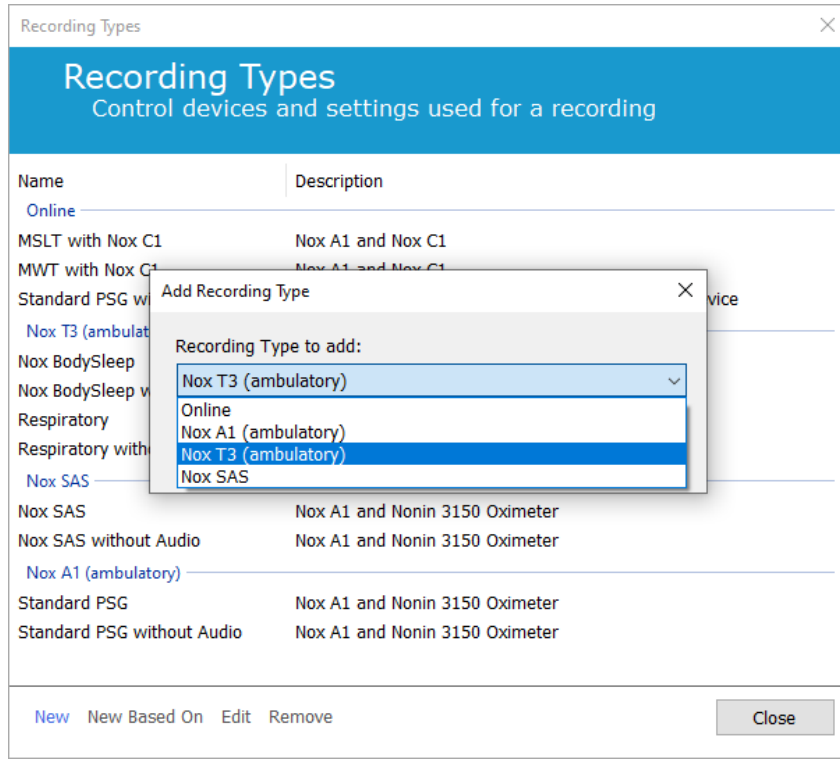 Recording Types
Recording Types
Control devices and settings used for a recording
Name Description
Online
MSLT with Nox C1 Nox A1 and Nox C1
MWT with Nox C1 Nox A1 and Nox C1
Standard PSG vice
Add Recording Type
Recording Type to add:
Nox T3 (ambulatory)
Online
Nox A1 (ambulatory)
Nox T3 (ambulatory)
Nox SAS
Nox T3 (ambulat
Nox BodySleep
Nox BodySleep w
Respiratory
Respiratory with
Nox SAS
Nox SAS Nox A1 and Nonin 3150 Oximeter
Nox SAS without Audio Nox A1 and Nonin 3150 Oximeter
Nox A1 (ambulatory)
Standard PSG Nox A1 and Nonin 3150 Oximeter
Standard PSG without Audio Nox A1 and Nonin 3150 Oximeter
New New Based On Edit Remove Close